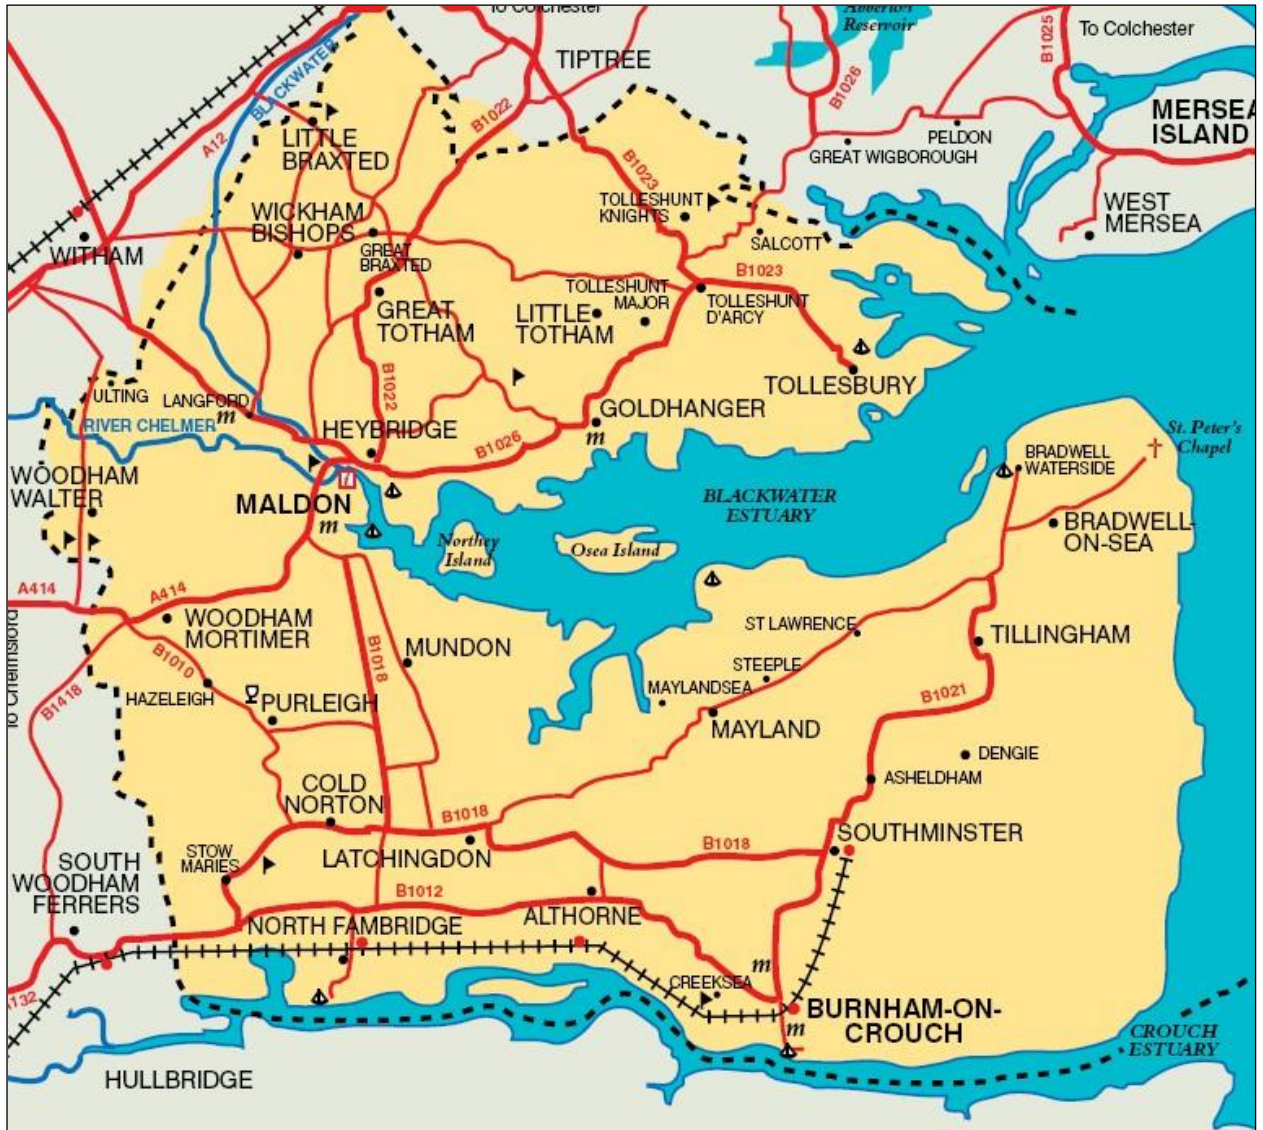 To Colchester
Abberton
Reservoir
To Colchester
B1025
TIPTREE
B1026
BLACKWATER
A12
B1022
MERSEA
ISLAND
PELDON
GREAT WIGBOROUGH
LITTLE
BRAXTED
B1023
TOLLESHUNT
KNIGHTS
WEST
MERSEA
WICKHAM
BISHOPS
WITHAM
GREAT
BRAXTED
SALCOTT
B1023
TOLLESHUNT
MAJOR
TOLLESHUNT
D'ARCY
GREAT
TOTHAM
LITTLE
TOTHAM
B1022
TOLLESBURY
ULTING
LANGFORD
m
RIVER CHELMER
HEYBRIDGE
GOLDHANGER
m
B1026
St. Peter's
Chapel
BRADWELL
WATERSIDE
WOODHAM
WALTER
i
MALDON
m
BLACKWATER
ESTUARY
BRADWELL-
ON-SEA
Northey
Island
Osea Island
A414
A414
To Chelmsford
WOODHAM
MORTIMER
ST LAWRENCE
TILLINGHAM
B1010
B1018
MUNDON
STEEPLE
MAYLANDSEA
B1418
HAZELEIGH
PURLEIGH
B1021
MAYLAND
DENGIE
ASHELDHAM
COLD
NORTON
B1018
SOUTHMINSTER
B1018
STOW
MARIES
LATCHINGDON
SOUTH
WOODHAM
FERRERS
B1012
NORTH FAMBRIDGE
ALTHORNE
m
CREEKSEA
A132
BURNHAM-ON-
CROUCH
m
CROUCH
ESTUARY
HULLBRIDGE